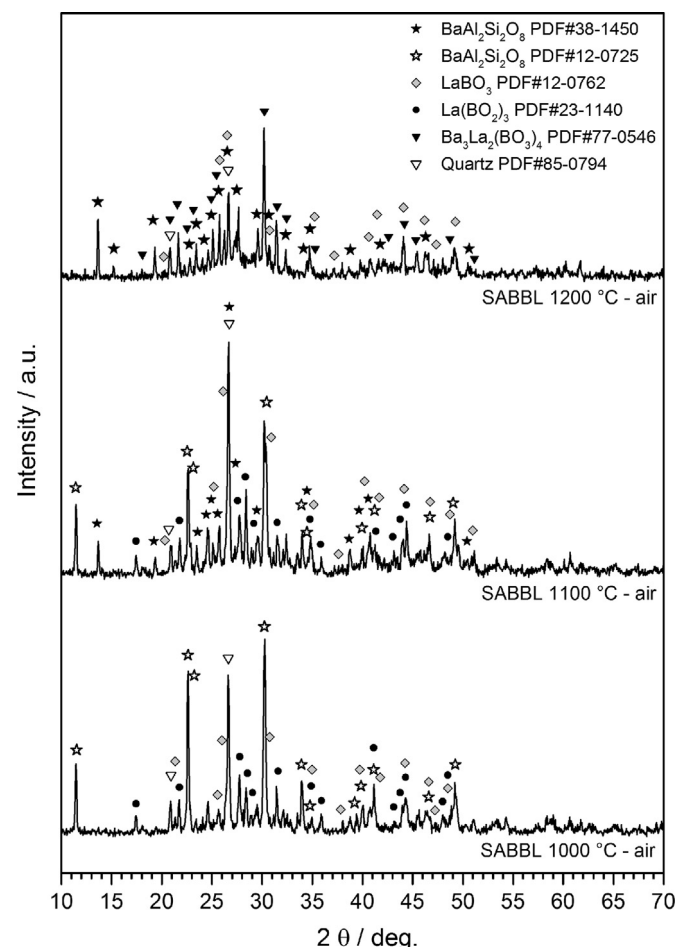 ★ BaAl₂Si₂O₈ PDF#38-1450
☆ BaAl₂Si₂O₈ PDF#12-0725
◆ LaBO₃ PDF#12-0762
● La(BO₂)₃ PDF#23-1140
▼ Ba₃La₂(BO₃)₄ PDF#77-0546
▽ Quartz PDF#85-0794
SABBL 1200 °C - air
SABBL 1100 °C - air
SABBL 1000 °C - air
Intensity / a.u.
10 15 20 25 30 35 40 45 50 55 60 65 70
2 θ / deg.